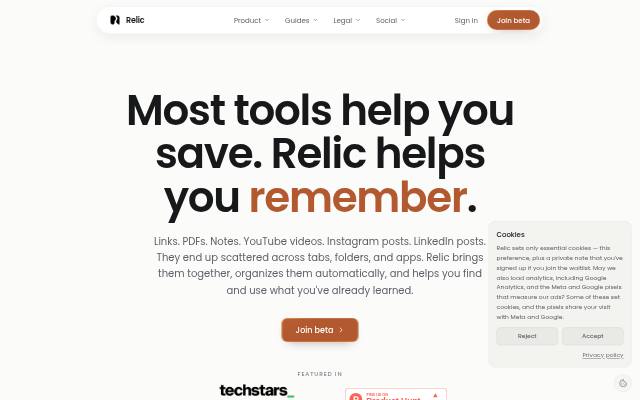 Relic
Product
Guides
Legal
Social
Sign in
Join beta
Most tools help you
save. Relic helps
you remember.
Links. PDFs. Notes. YouTube videos. Instagram posts. LinkedIn posts.
They end up scattered across tabs, folders, and apps. Relic brings
them together, organizes them automatically, and helps you find
and use what you've already learned.
Join beta
FEATURED IN
techstars_
FIND US ON
Product Hunt
Cookies
Relic sets only essential cookies — this
preference, plus a private note that you've
signed up if you join the waitlist. May we
also load analytics, including Google
Analytics, and the Meta and Google pixels
that measure our ads? Some of these set
cookies, and the pixels share your visit
with Meta and Google.
Reject
Accept
Privacy policy